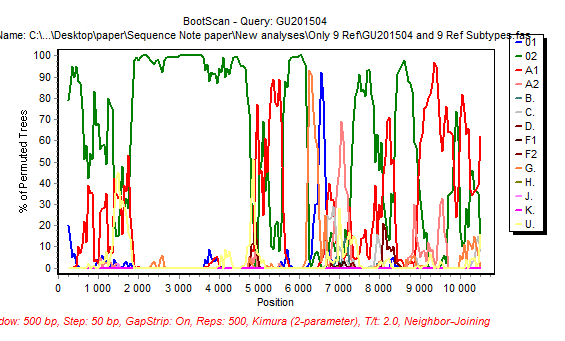 BootScan - Query: GU201504
Name: C:\...\Desktop\paper\Sequence Note paper\New analyses\Only 9 Ref\GU201504 and 9 Ref Subtypes.fas
% of Permuted Trees
100
90
80
70
60
50
40
30
20
10
0
0 1 000 2 000 3 000 4 000 5 000 6 000 7 000 8 000 9 000 10 000
Position
01
02
A1
A2
B.
C.
D.
F1
F2
G.
H.
J.
K.
U.
dow: 500 bp, Step: 50 bp, GapStrip: On, Reps: 500, Kimura (2-parameter), T/t: 2.0, Neighbor-Joining